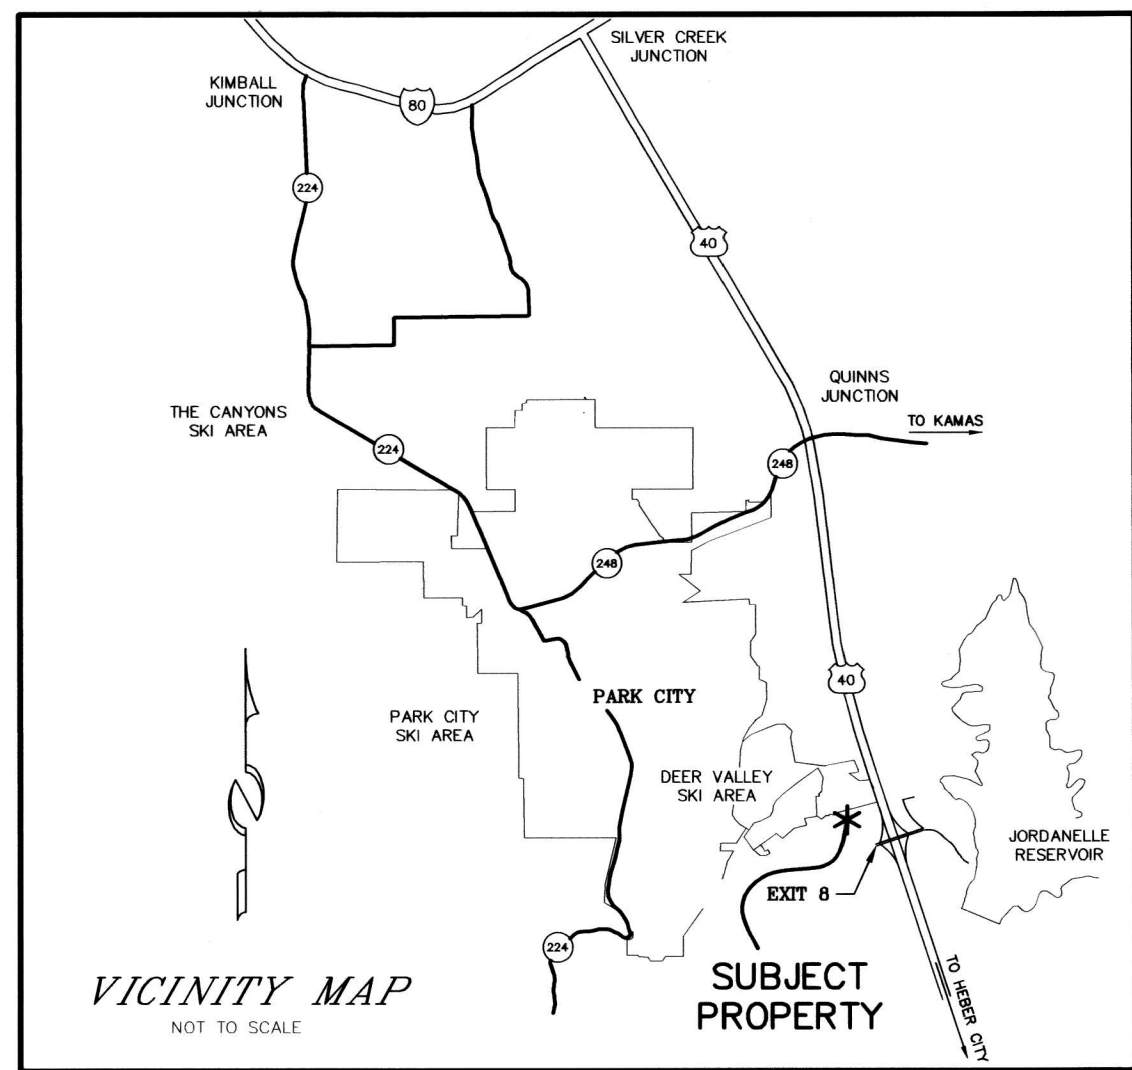 SILVER CREEK
JUNCTION
KIMBALL
JUNCTION
80
224
40
QUINNS
JUNCTION
THE CANYONS
SKI AREA
TO KAMAS
224
248
248
40
PARK CITY
PARK CITY
SKI AREA
DEER VALLEY
SKI AREA
JORDANELLE
RESERVOIR
EXIT 8
224
SUBJECT
PROPERTY
TO HEBER CITY
VICINITY MAP
NOT TO SCALE